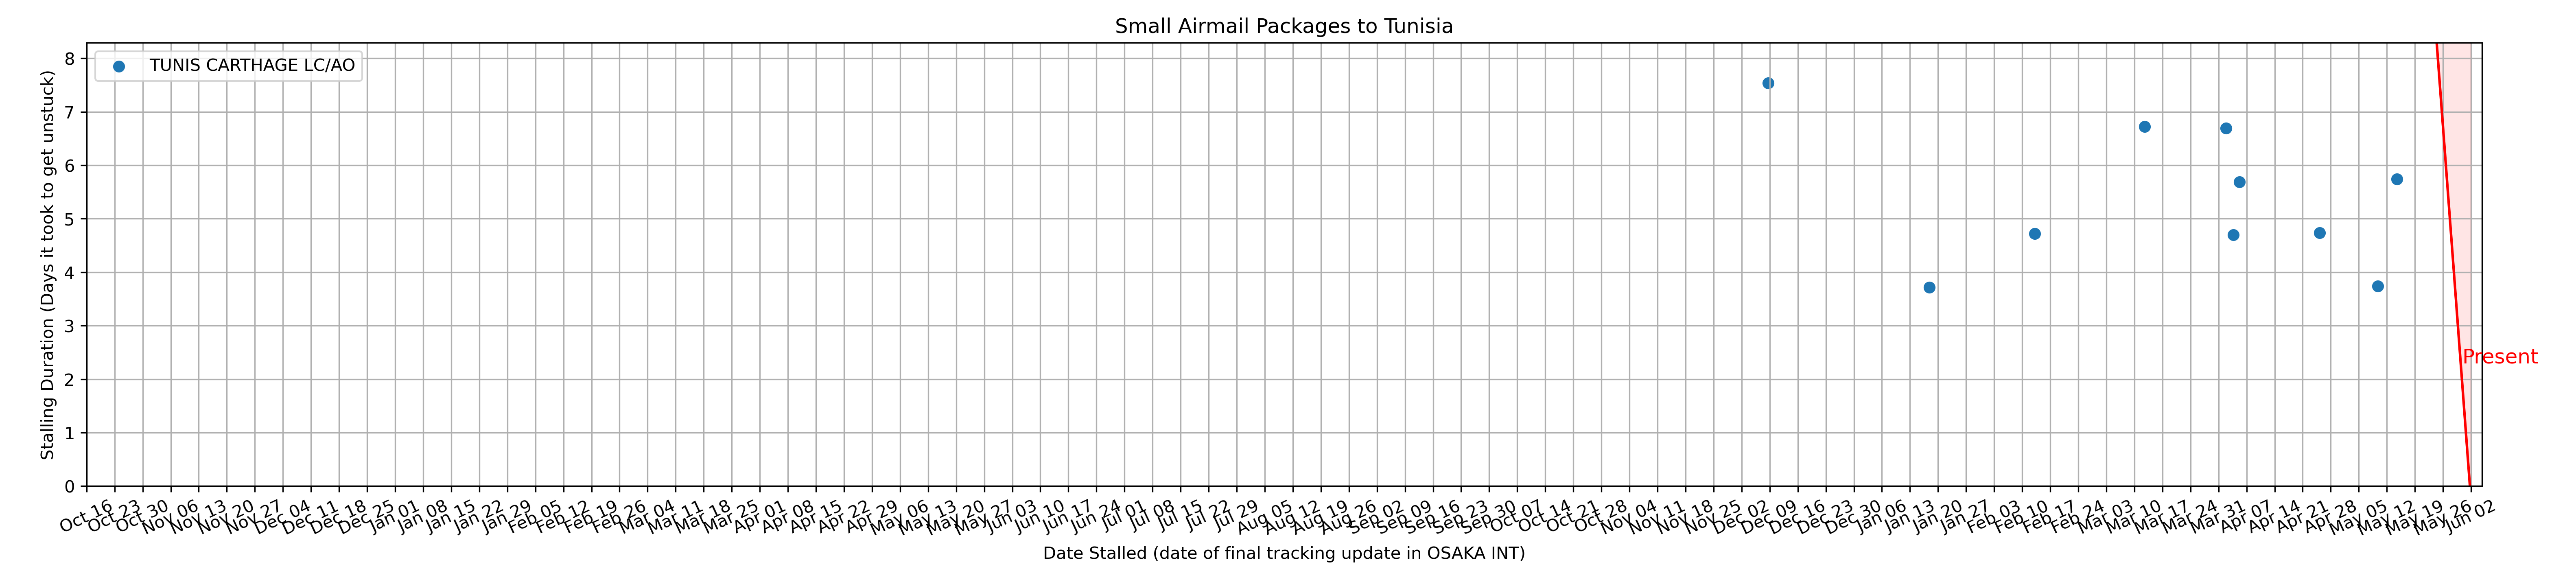 Small Airmail Packages to Tunisia
TUNIS CARTHAGE LC/AO
Stalling Duration (Days it took to get unstuck)
8
7
6
5
4
3
2
1
0
Present
Oct 16 Oct 23 Oct 30 Nov 06 Nov 13 Nov 20 Nov 27 Dec 04 Dec 11 Dec 18 Dec 25 Jan 01 Jan 08 Jan 15 Jan 22 Jan 29 Feb 05 Feb 12 Feb 19 Feb 26 Mar 04 Mar 11 Mar 18 Mar 25 Apr 01 Apr 08 Apr 15 Apr 22 Apr 29 May 06 May 13 May 20 May 27 Jun 03 Jun 10 Jun 17 Jun 24 Jul 01 Jul 08 Jul 15 Jul 22 Jul 29 Aug 05 Aug 12 Aug 19 Aug 26 Sep 02 Sep 09 Sep 16 Sep 23 Sep 30 Oct 07 Oct 14 Oct 21 Oct 28 Nov 04 Nov 11 Nov 18 Nov 25 Dec 02 Dec 09 Dec 16 Dec 23 Dec 30 Jan 06 Jan 13 Jan 20 Jan 27 Feb 03 Feb 10 Feb 17 Feb 24 Mar 03 Mar 10 Mar 17 Mar 24 Mar 31 Apr 07 Apr 14 Apr 21 Apr 28 May 05 May 12 May 19 May 26 Jun 02
Date Stalled (date of final tracking update in OSAKA INT)